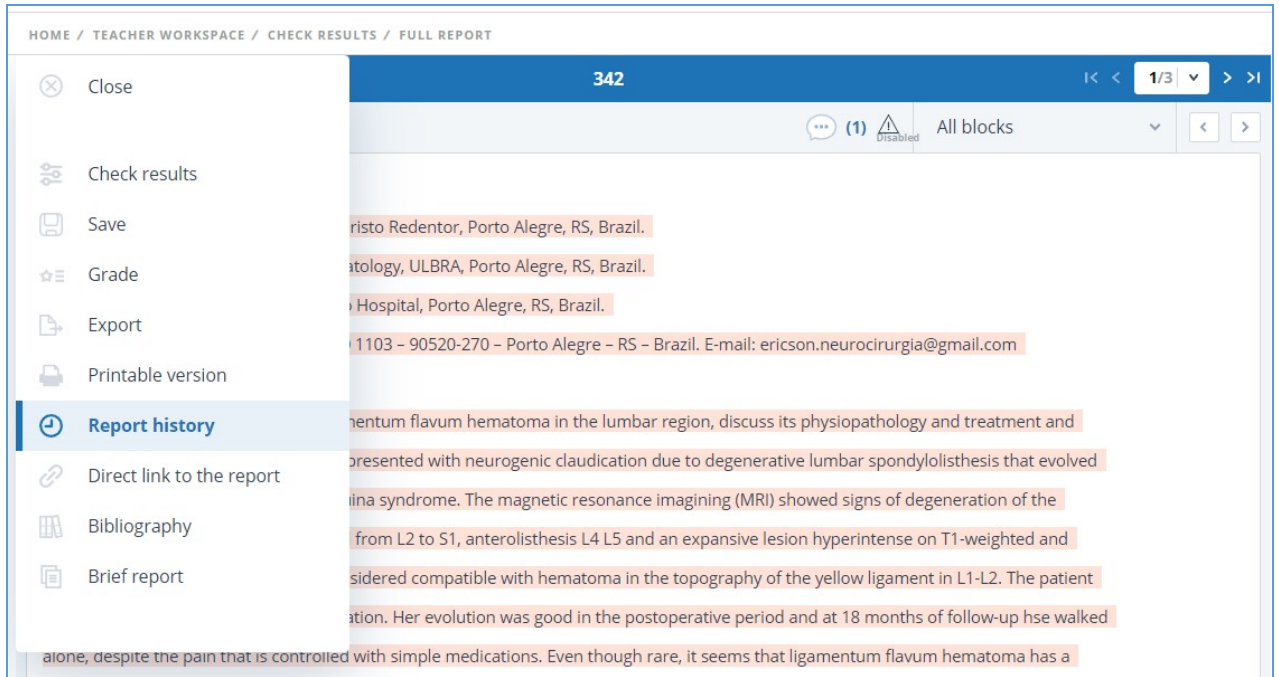 HOME / TEACHER WORKSPACE / CHECK RESULTS / FULL REPORT
Close
342
1/3
(1)
Disabled
All blocks
Check results
Save
Grade
Export
Printable version
Report history
Direct link to the report
Bibliography
Brief report
risto Redentor, Porto Alegre, RS, Brazil.
atology, ULBRA, Porto Alegre, RS, Brazil.
Hospital, Porto Alegre, RS, Brazil.
1103 – 90520-270 – Porto Alegre – RS – Brazil. E-mail: ericson.neurocirurgia@gmail.com
entum flavum hematoma in the lumbar region, discuss its physiopathology and treatment and
presented with neurogenic claudication due to degenerative lumbar spondylolisthesis that evolved
ina syndrome. The magnetic resonance imagining (MRI) showed signs of degeneration of the
from L2 to S1, anterolisthesis L4 L5 and an expansive lesion hyperintense on T1-weighted and
sidered compatible with hematoma in the topography of the yellow ligament in L1-L2. The patient
ation. Her evolution was good in the postoperative period and at 18 months of follow-up hse walked
alone, despite the pain that is controlled with simple medications. Even though rare, it seems that ligamentum flavum hematoma has a